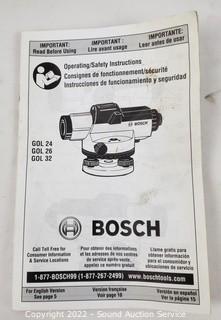 IMPORTANT:
Read Before Using
IMPORTANT :
Lire avant usage
IMPORTANTE:
Leer antes de usar
Operating/Safety Instructions
Consignes de fonctionnement/sécurité
Instrucciones de funcionamiento y seguridad
GOL 24
GOL 26
GOL 32
BOSCH
Call Toll Free for
Consumer Information
& Service Locations
Pour obtenir des informations
et les adresses de nos centres
de service après-vente,
appelez ce numéro gratuit
Llame gratis para
obtener información para
el consumidor y ubicaciones
de servicio
1-877-BOSCH99 (1-877-267-2499)
www.boschtools.com
For English Version
See page 5
Version française
Voir page 10
Versión en español
Ver la página 15
Copyright 2022 - Sound Auction Service